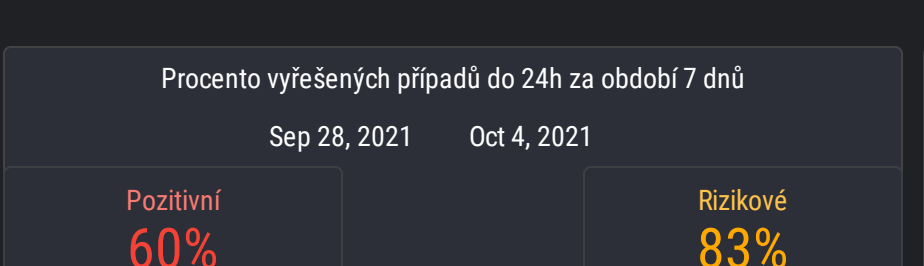 Procento vyřešených případů do 24h za období 7 dnů
Sep 28, 2021 Oct 4, 2021
Pozitivní Rizikové
60% 83%